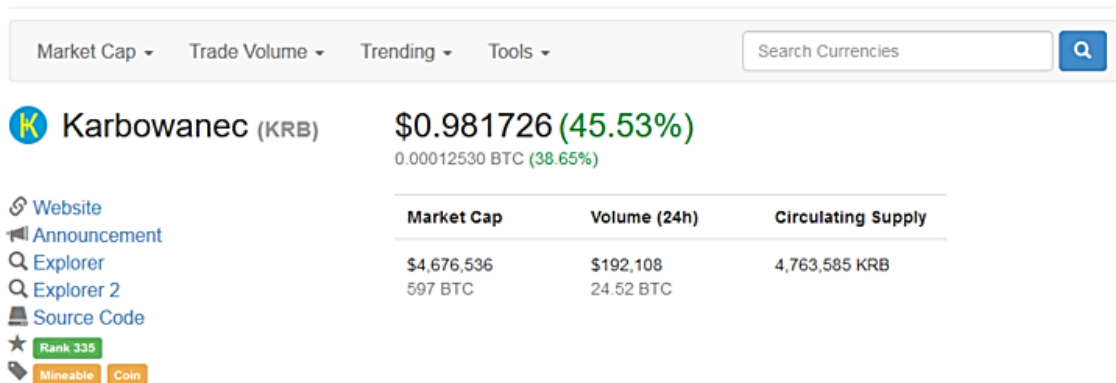 Market Cap Trade Volume Trending Tools Search Currencies
Karbowanec (KRB) $0.981726 (45.53%)
0.00012530 BTC (38.65%)
Website
Announcement
Explorer
Explorer 2
Source Code
Rank 335
Mineable Coin
Market Cap Volume (24h) Circulating Supply
$4,676,536 $192,108 4,763,585 KRB
597 BTC 24.52 BTC